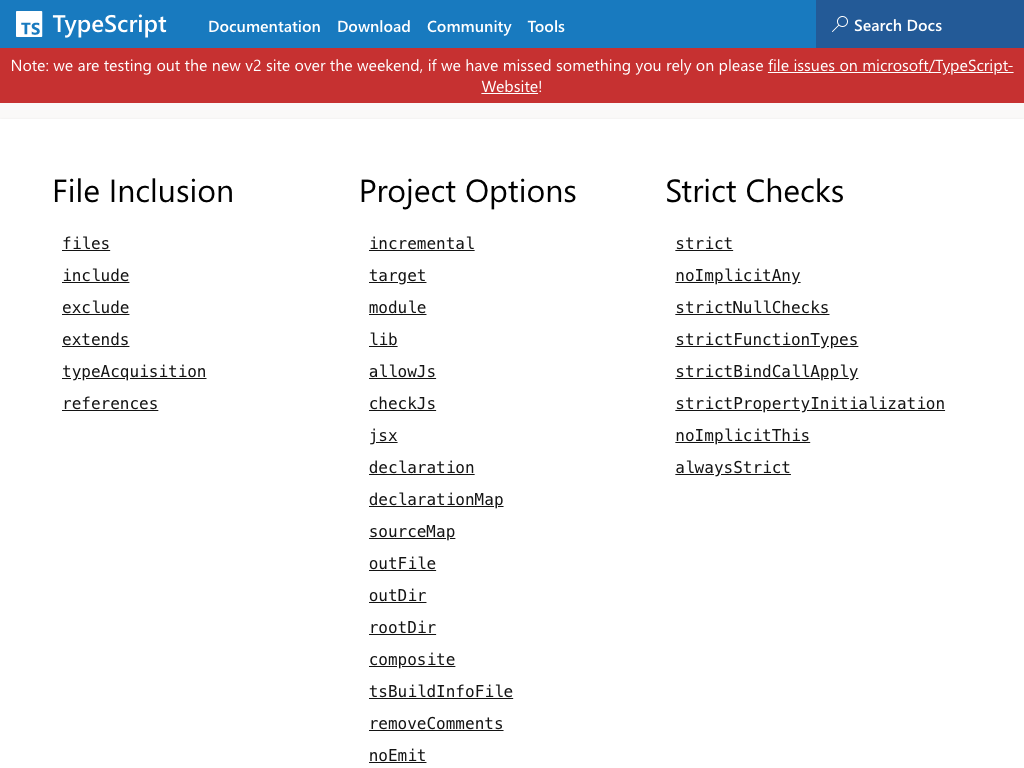 TS TypeScript
Documentation Download Community Tools
Search Docs
Note: we are testing out the new v2 site over the weekend, if we have missed something you rely on please file issues on microsoft/TypeScript-
Website!
File Inclusion
files
include
exclude
extends
typeAcquisition
references
Project Options
incremental
target
module
lib
allowJs
checkJs
jsx
declaration
declarationMap
sourceMap
outFile
outDir
rootDir
composite
tsBuildInfoFile
removeComments
noEmit
Strict Checks
strict
noImplicitAny
strictNullChecks
strictFunctionTypes
strictBindCallApply
strictPropertyInitialization
noImplicitThis
alwaysStrict